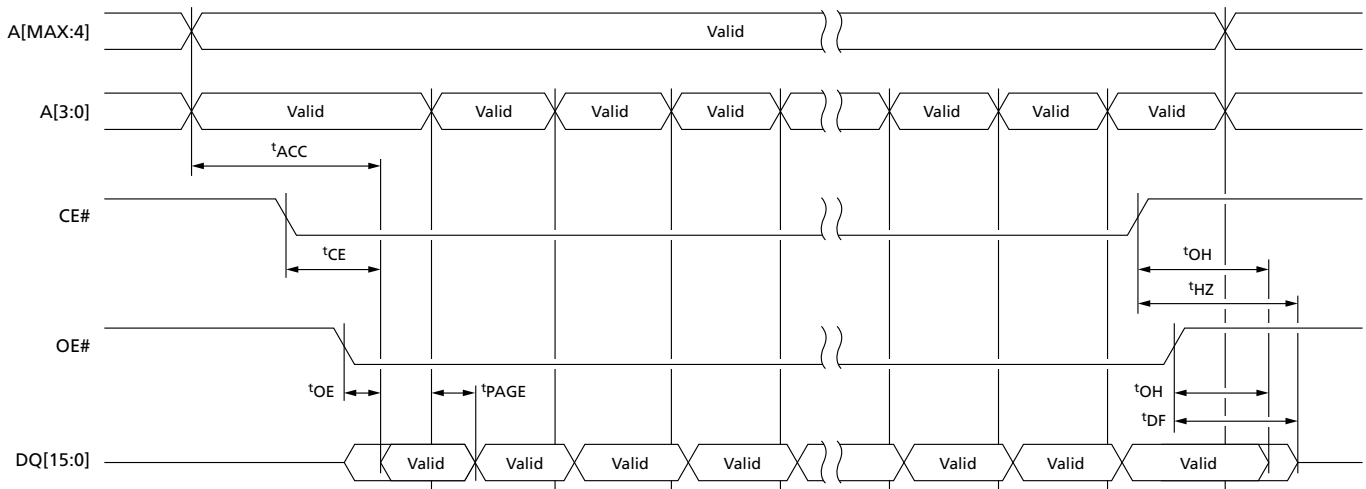 A[MAX:4] Valid
A[3:0] Valid Valid Valid Valid Valid Valid Valid
tACC
CE#
tCE tOH
tHZ
OE#
tOE tPAGE tOH
tDF
DQ[15:0] Valid Valid Valid Valid Valid Valid Valid